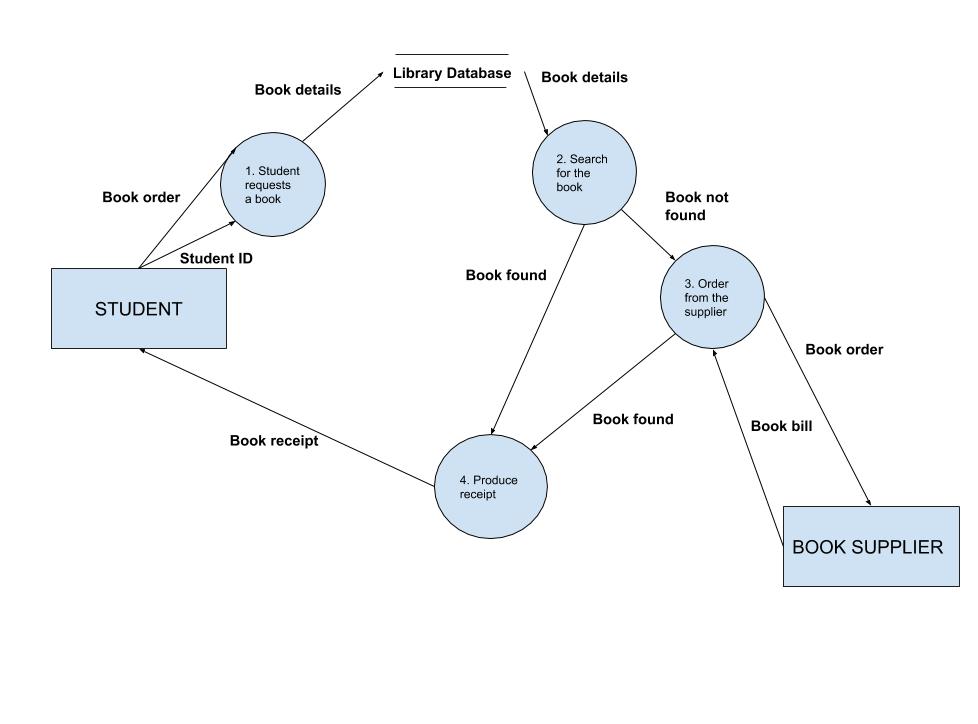 Library Database
Book details
Book details
1. Student
requests
a book
2. Search
for the
book
Book order
Book not
found
Student ID
Book found
3. Order
from the
supplier
STUDENT
Book order
Book found
Book bill
Book receipt
4. Produce
receipt
BOOK SUPPLIER